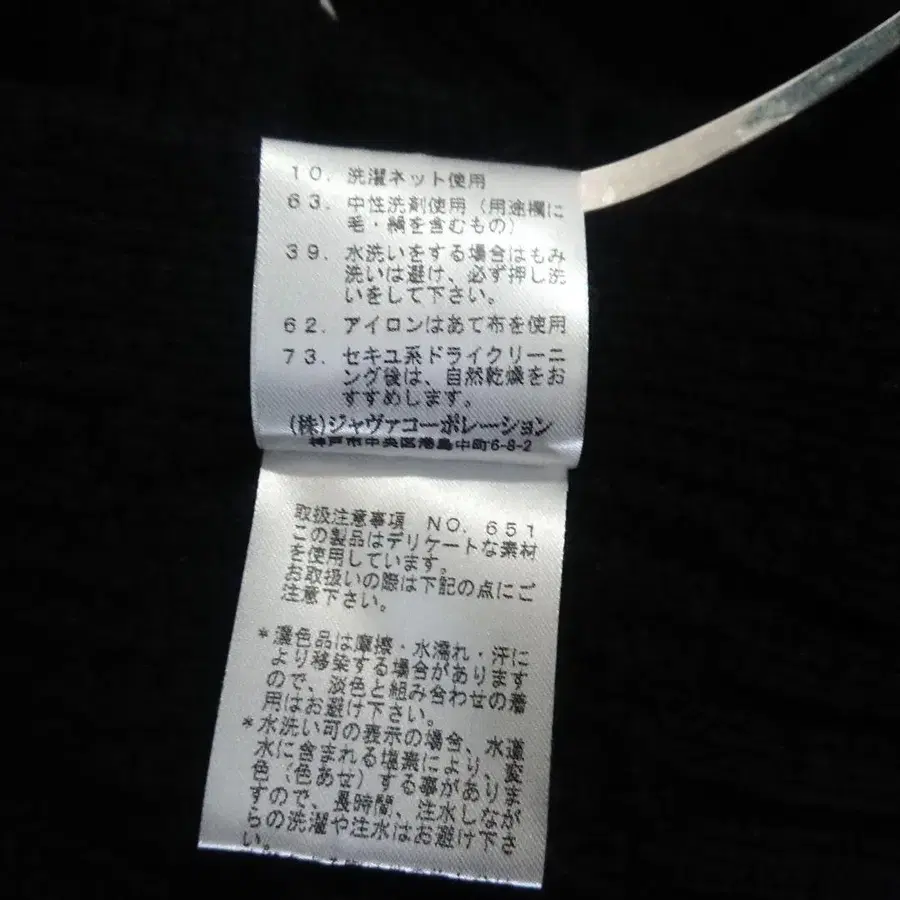 10. 洗濯ネット使用
63. 中性洗剤使用(用途欄に
毛・絹を含むもの)
39. 水洗いをする場合はもみ
洗いは避け、必ず押し洗
いをして下さい。
62. アイロンはあて布を使用
73. セキユ系ドライクリーニ
ング後は、自然乾燥をお
すすめします。
(株)ジャヴァコーポレーション
神戸市中央区港島中町6-8-2
取扱注意事項 NO. 651
この製品はデリケートな素材
を使用しています。
お取扱いの際は下記の点にご
注意下さい。
*濃色品は摩擦・水濡れ・汗に
より移染する場合があります
ので、淡色と組み合わせの着
用はお避け下さい。
*水洗い可の表示の場合、水道
水に含まれる塩素により、変
色(色あせ)する事がありま
すので、長時間、注水しなが
らの洗濯や注水はお避け下さ
い。